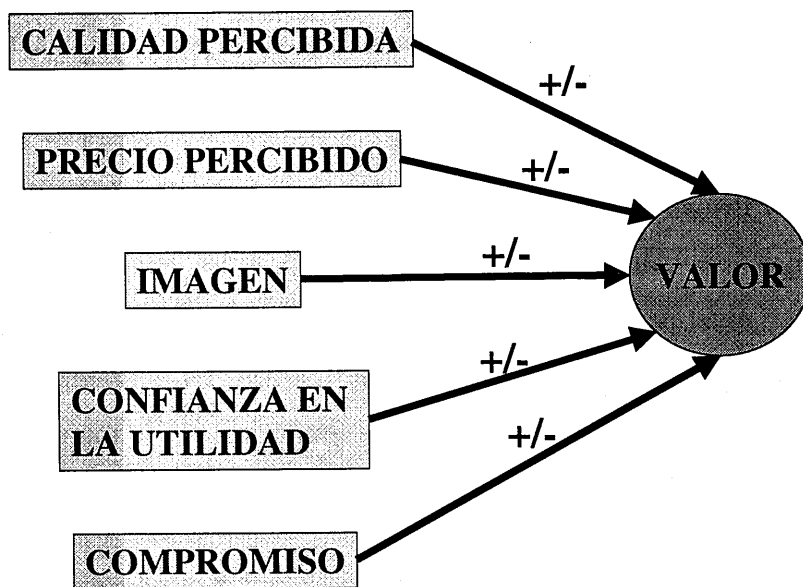 CALIDAD PERCIBIDA
+/-
PRECIO PERCIBIDO
+/-
IMAGEN
+/-
VALOR
CONFIANZA EN
LA UTILIDAD
+/-
COMPROMISO
+/-